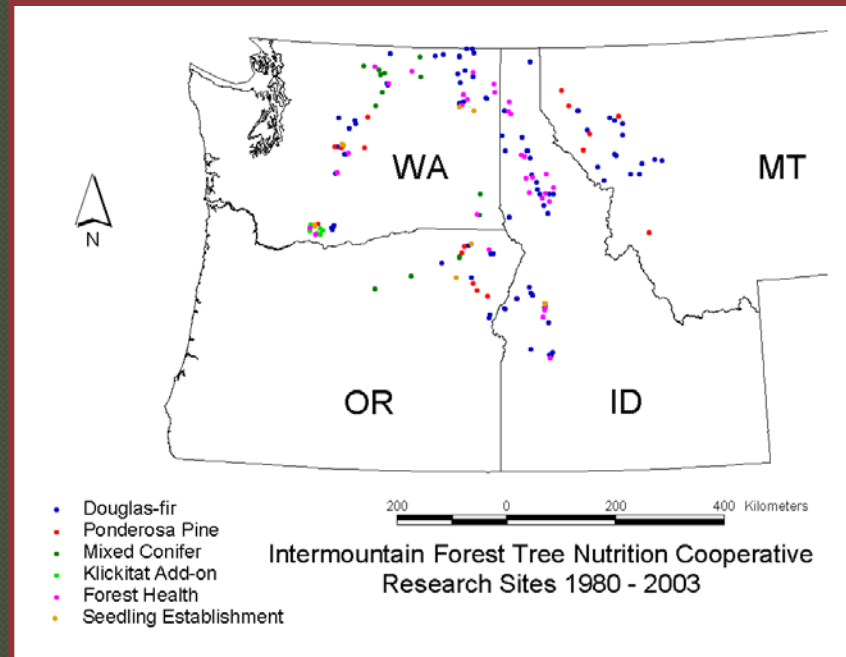 WA
MT
N
OR
ID
Douglas-fir
Ponderosa Pine
Mixed Conifer
Klickitat Add-on
Forest Health
Seedling Establishment
200 0 200 400 Kilometers
Intermountain Forest Tree Nutrition Cooperative
Research Sites 1980 - 2003